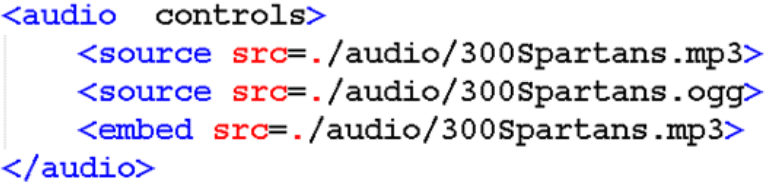 <audio  controls>
<source src=./audio/300Spartans.mp3>
<source src=./audio/300Spartans.ogg>
<embed src=./audio/300Spartans.mp3>
</audio>